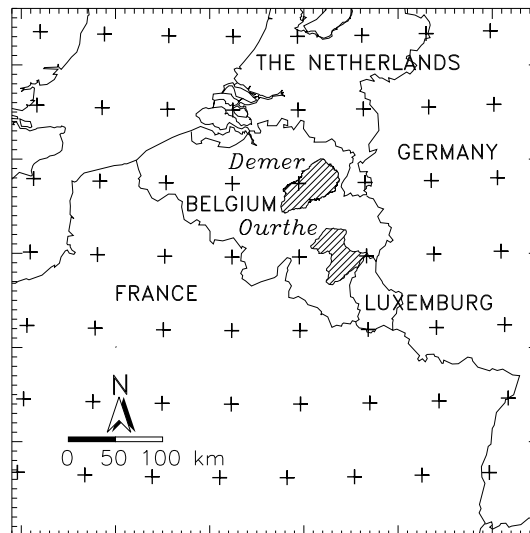 THE NETHERLANDS
GERMANY
Demer
BELGIUM
Ourthe
FRANCE
LUXEMBURG
N
0 50 100 km